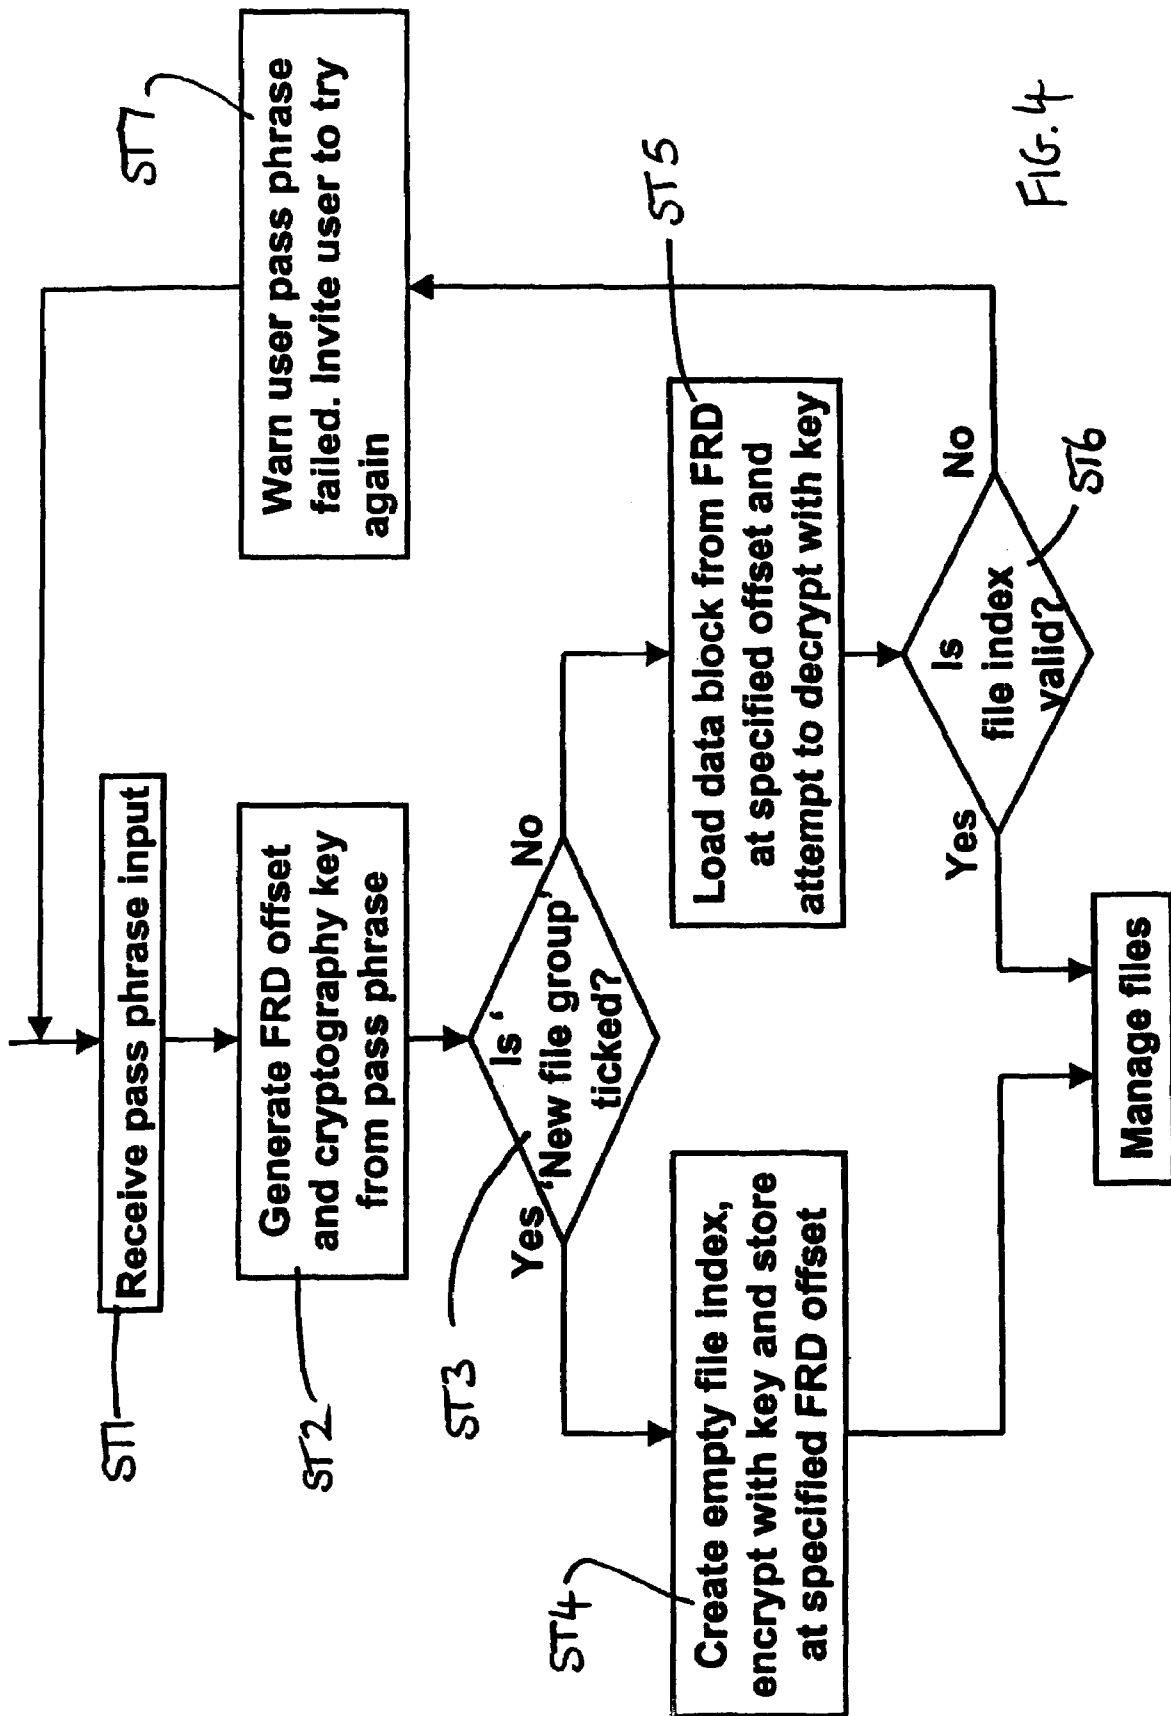 ST1
Receive pass phrase input
ST2
Generate FRD offset
and cryptography key
from pass phrase
ST3
Is ‘
‘New file group’
ticked?
Yes
No
ST4
Create empty file index,
encrypt with key and store
at specified FRD offset
ST5
Load data block from FRD
at specified offset and
attempt to decrypt with key
ST6
Is
file index
valid?
Yes
No
ST7
Warn user pass phrase
failed. Invite user to try
again
Manage files
FIG. 4